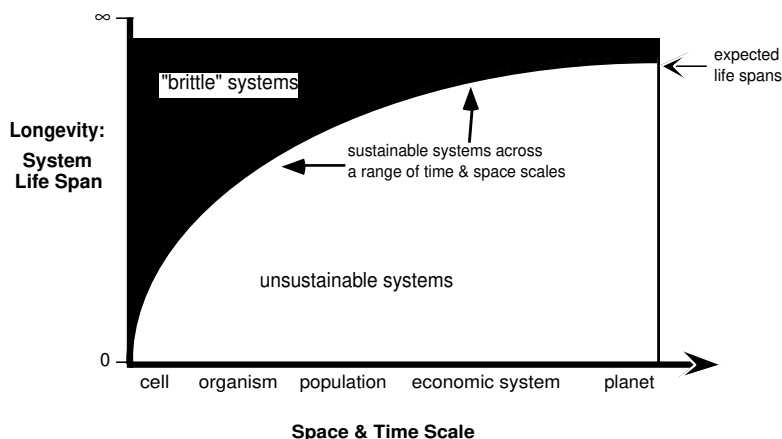 ∞
"brittle" systems
expected
life spans
Longevity:
System
Life Span
sustainable systems across
a range of time & space scales
unsustainable systems
0
cell organism population economic system planet
Space & Time Scale